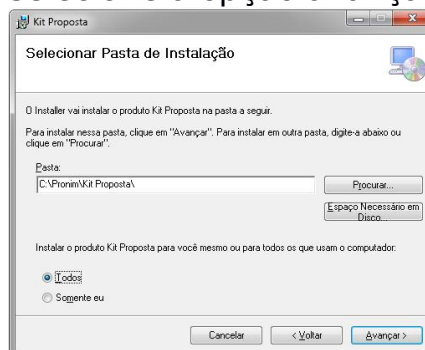 Kit Proposta
Selecionar Pasta de Instalação
O Installer vai instalar o produto Kit Proposta na pasta a seguir.
Para instalar nessa pasta, clique em "Avançar". Para instalar em outra pasta, digite-a abaixo ou
clique em "Procurar".
Pasta:
C:\Pronim\Kit Proposta\
Procurar...
Espaço Necessário em
Disco...
Instalar o produto Kit Proposta para você mesmo ou para todos os que usam o computador:
Todos
Somente eu
Cancelar
< Voltar
Avançar >